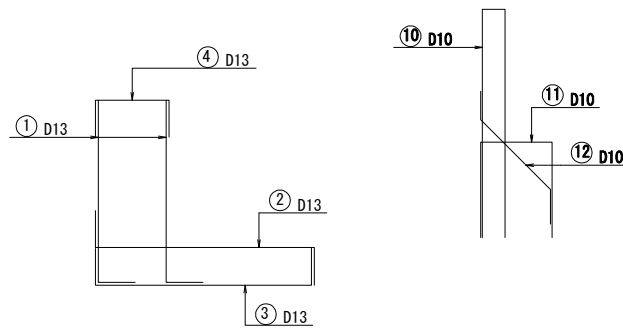 ④ D13
① D13
② D13
③ D13
⑩ D10
⑪ D10
⑫ D10